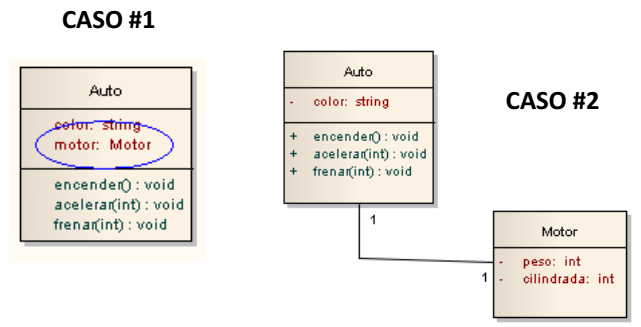 CASO #1
Auto
color: string
motor: Motor
encender() : void
acelerar(int) : void
frenar(int) : void
CASO #2
Auto
- color: string
+ encender() : void
+ acelerar(int) : void
+ frenar(int) : void
1
1
Motor
- peso: int
- cilindrada: int